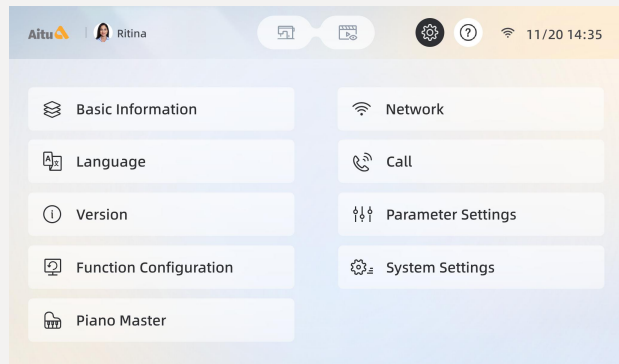 Aitu
Ritina
11/20 14:35
Basic Information
Network
Language
Call
Version
Parameter Settings
Function Configuration
System Settings
Piano Master